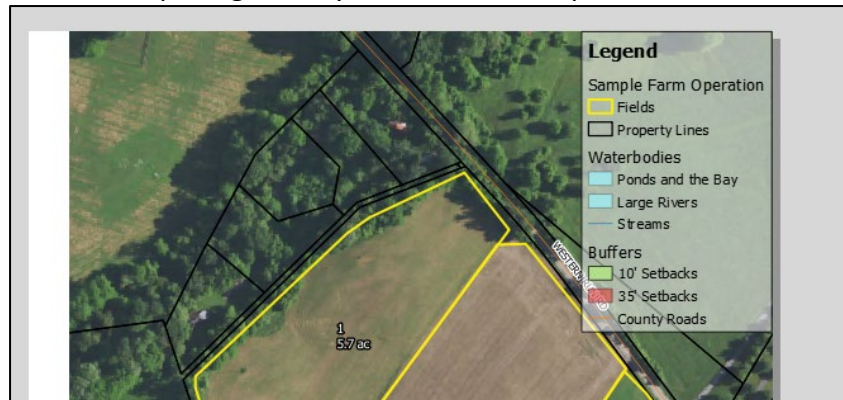 Legend
Sample Farm Operation
Fields
Property Lines
Waterbodies
Ponds and the Bay
Large Rivers
Streams
Buffers
10' Setbacks
35' Setbacks
County Roads
WESTERN
1
5.7 ac